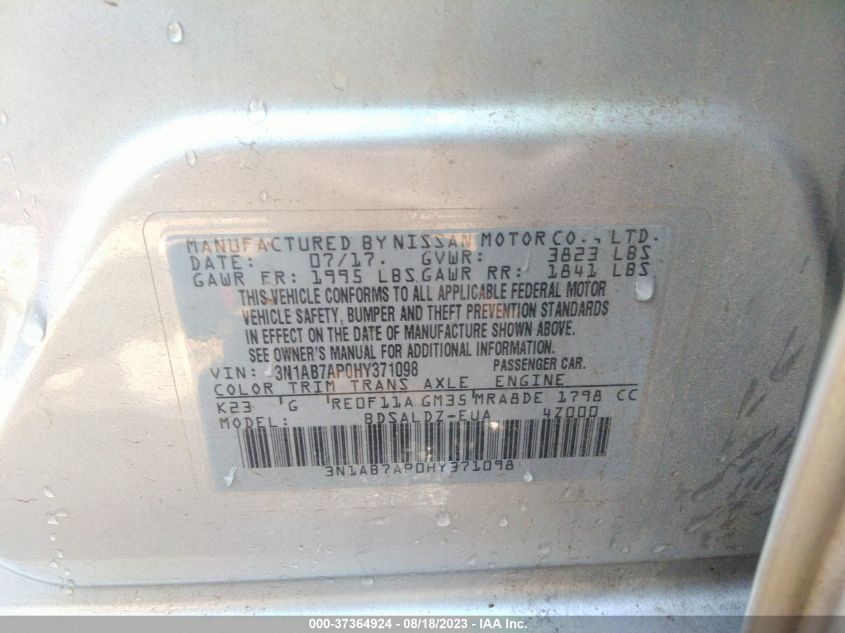 MANUFACTURED BY NISSAN MOTOR CO., LTD.
DATE: 07/17. GVWR: 3823 LBS
GAWR FR: 1995 LBS GAWR RR: 1841 LBS
THIS VEHICLE CONFORMS TO ALL APPLICABLE FEDERAL MOTOR
VEHICLE SAFETY, BUMPER AND THEFT PREVENTION STANDARDS
IN EFFECT ON THE DATE OF MANUFACTURE SHOWN ABOVE.
SEE OWNER'S MANUAL FOR ADDITIONAL INFORMATION.
VIN: 3N1AB7AP0HY371098 PASSENGER CAR.
COLOR TRIM TRANS AXLE ENGINE
K23 G RE0F11A GM35 MRA8DE 1798 CC
MODEL: BDSALDZ-EUA 4Z000
3N1AB7AP0HY371098
000-37364924 - 08/18/2023 - IAA Inc.